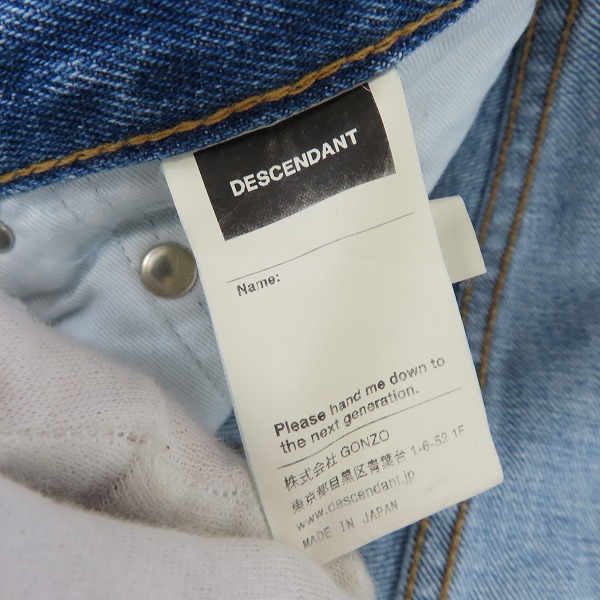 DESCENDANT
Name:
Please hand me down to
the next generation.
株式会社 GONZO
東京都目黒区青葉台 1-6-52 1F
www.descendant.jp
MADE IN JAPAN